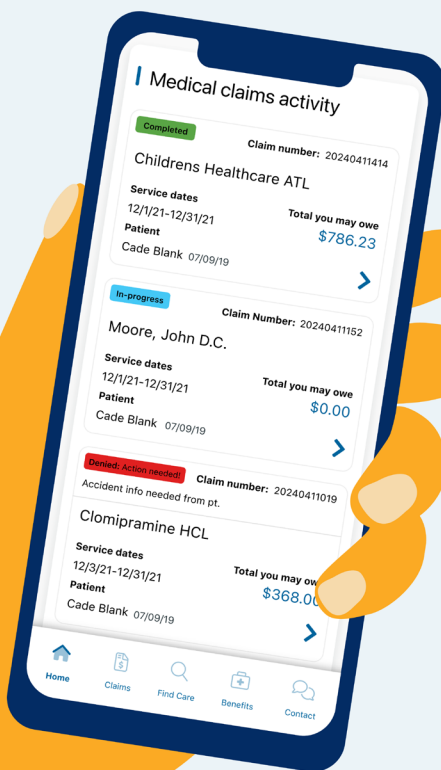 Medical claims activity
Completed
Claim number: 20240411414
Childrens Healthcare ATL
Service dates
12/1/21-12/31/21
Total you may owe
Patient
$786.23
Cade Blank 07/09/19
In-progress
Claim Number: 20240411152
Moore, John D.C.
Service dates
12/1/21-12/31/21
Total you may owe
Patient
$0.00
Cade Blank 07/09/19
Denied: Action needed!
Claim number: 20240411019
Accident info needed from pt.
Clomipramine HCL
Service dates
12/3/21-12/31/21
Total you may ow
Patient
$368.00
Cade Blank 07/09/19
Home
Claims
Find Care
Benefits
Contact